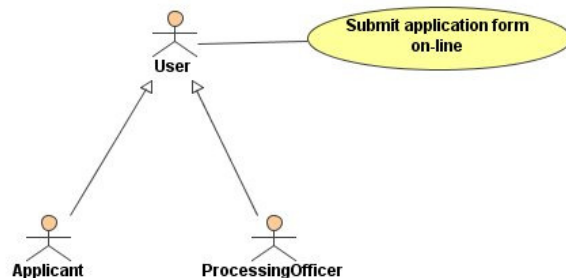 Submit application form
on-line
User
Applicant
ProcessingOfficer